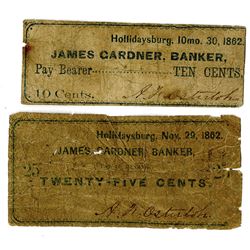 Hollidaysburg, 10mo. 30, 1862.
JAMES GARDNER, BANKER,
Pay Bearer TEN CENTS.
10 Cents.
Hollidaysburg, Nov. 29, 1862.
JAMES GARDNER, BANKER,
25
TWENTY-FIVE CENTS